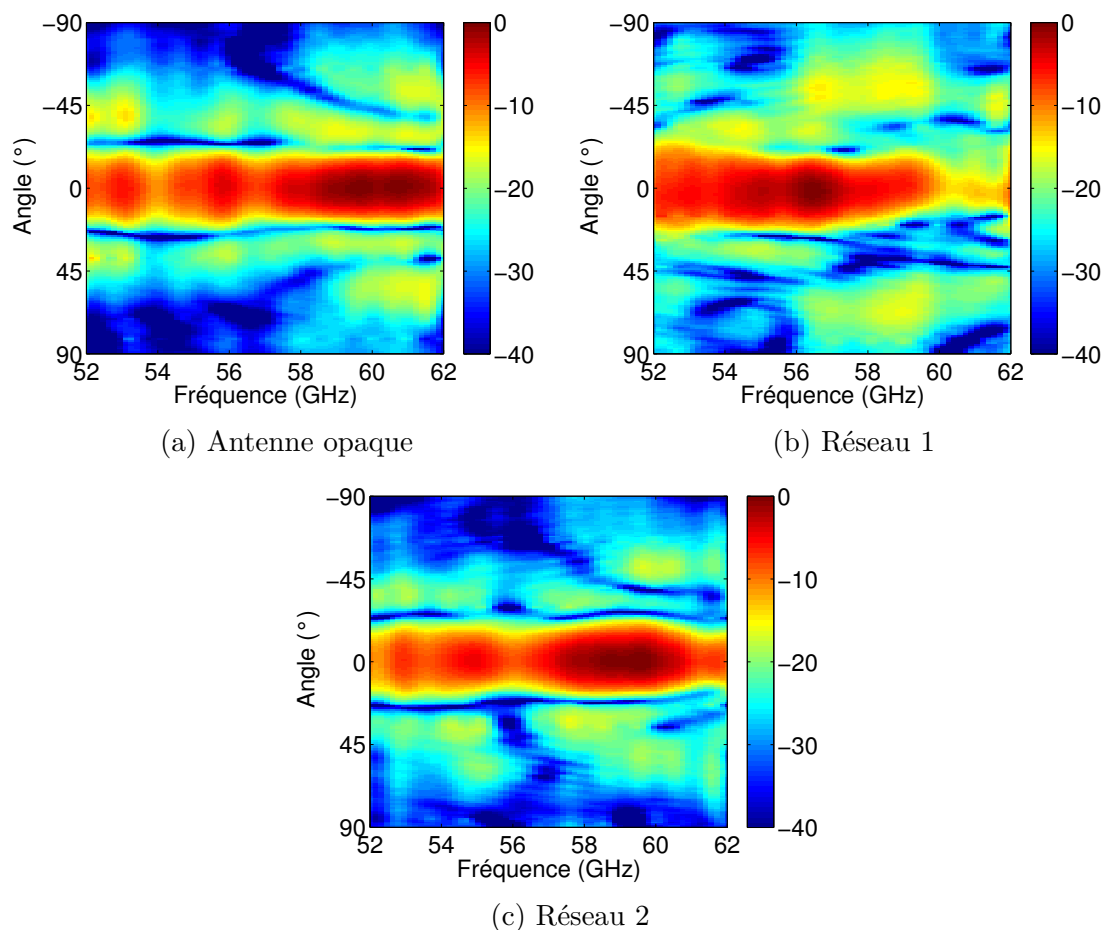 −90
−45
0
45
90
Angle (°)
52 54 56 58 60 62
Fréquence (GHz)
0
−10
−20
−30
−40
(a) Antenne opaque
−90
−45
0
45
90
Angle (°)
52 54 56 58 60 62
Fréquence (GHz)
0
−10
−20
−30
−40
(b) Réseau 1
−90
−45
0
45
90
Angle (°)
52 54 56 58 60 62
Fréquence (GHz)
0
−10
−20
−30
−40
(c) Réseau 2